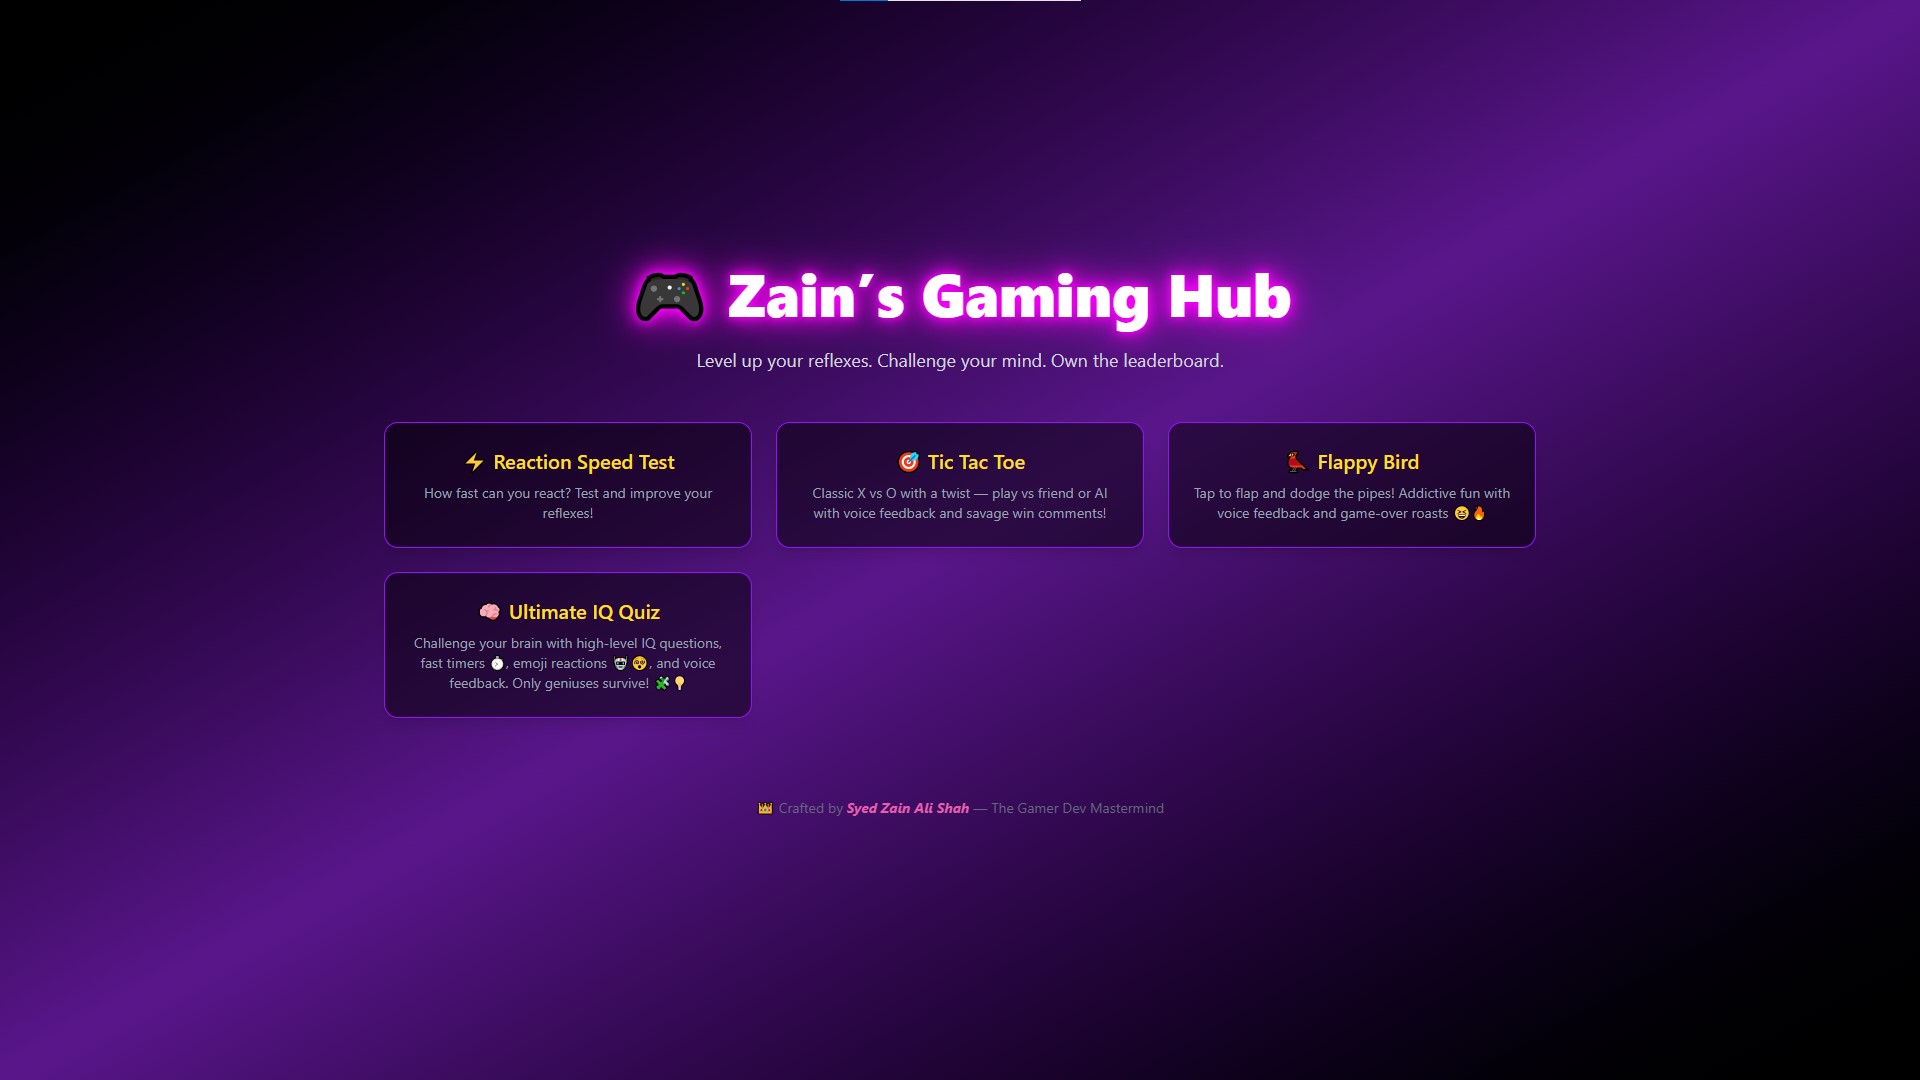 🎮 Zain’s Gaming Hub
Level up your reflexes. Challenge your mind. Own the leaderboard.
⚡ Reaction Speed Test
How fast can you react? Test and improve your
reflexes!
🎯 Tic Tac Toe
Classic X vs O with a twist — play vs friend or AI
with voice feedback and savage win comments!
🐦 Flappy Bird
Tap to flap and dodge the pipes! Addictive fun with
voice feedback and game-over roasts 😆🔥
🧠 Ultimate IQ Quiz
Challenge your brain with high-level IQ questions,
fast timers ⏱, emoji reactions 🤖😵, and voice
feedback. Only geniuses survive! 🧩💡
👑 Crafted by Syed Zain Ali Shah — The Gamer Dev Mastermind